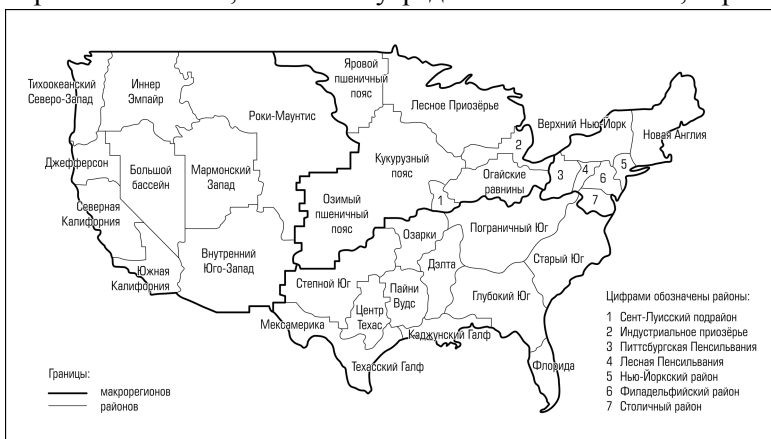 Яровой
пшеничный
пояс
Тихоокеанский
Северо-Запад
Иннер
Эмпайр
Роки-Маунтис
Лесное Приозёрье
Верхний Нью-Йорк
Новая Англия
Джефферсон
Большой
бассейн
Мармонский
Запад
Кукурузный
пояс
2
Огайские
равнины
3
4
5
6
7
1
Северная
Калифорния
Озимый
пшеничный
пояс
Озарки
Пограничный Юг
Внутренний
Юго-Запад
Дэлта
Старый Юг
Южная
Калифорния
Степной Юг
Пайни
Вудс
Глубокий Юг
Центр
Техас
Мексамерика
Каджунский Галф
Техасский Галф
Флорида
Границы:
макрорегионов
районов
Цифрами обозначены районы:
1 Сент-Луисский подрайон
2 Индустриальное приозёрье
3 Питтсбургская Пенсильвания
4 Лесная Пенсильвания
5 Нью-Йоркский район
6 Филадельфийский район
7 Столичный район